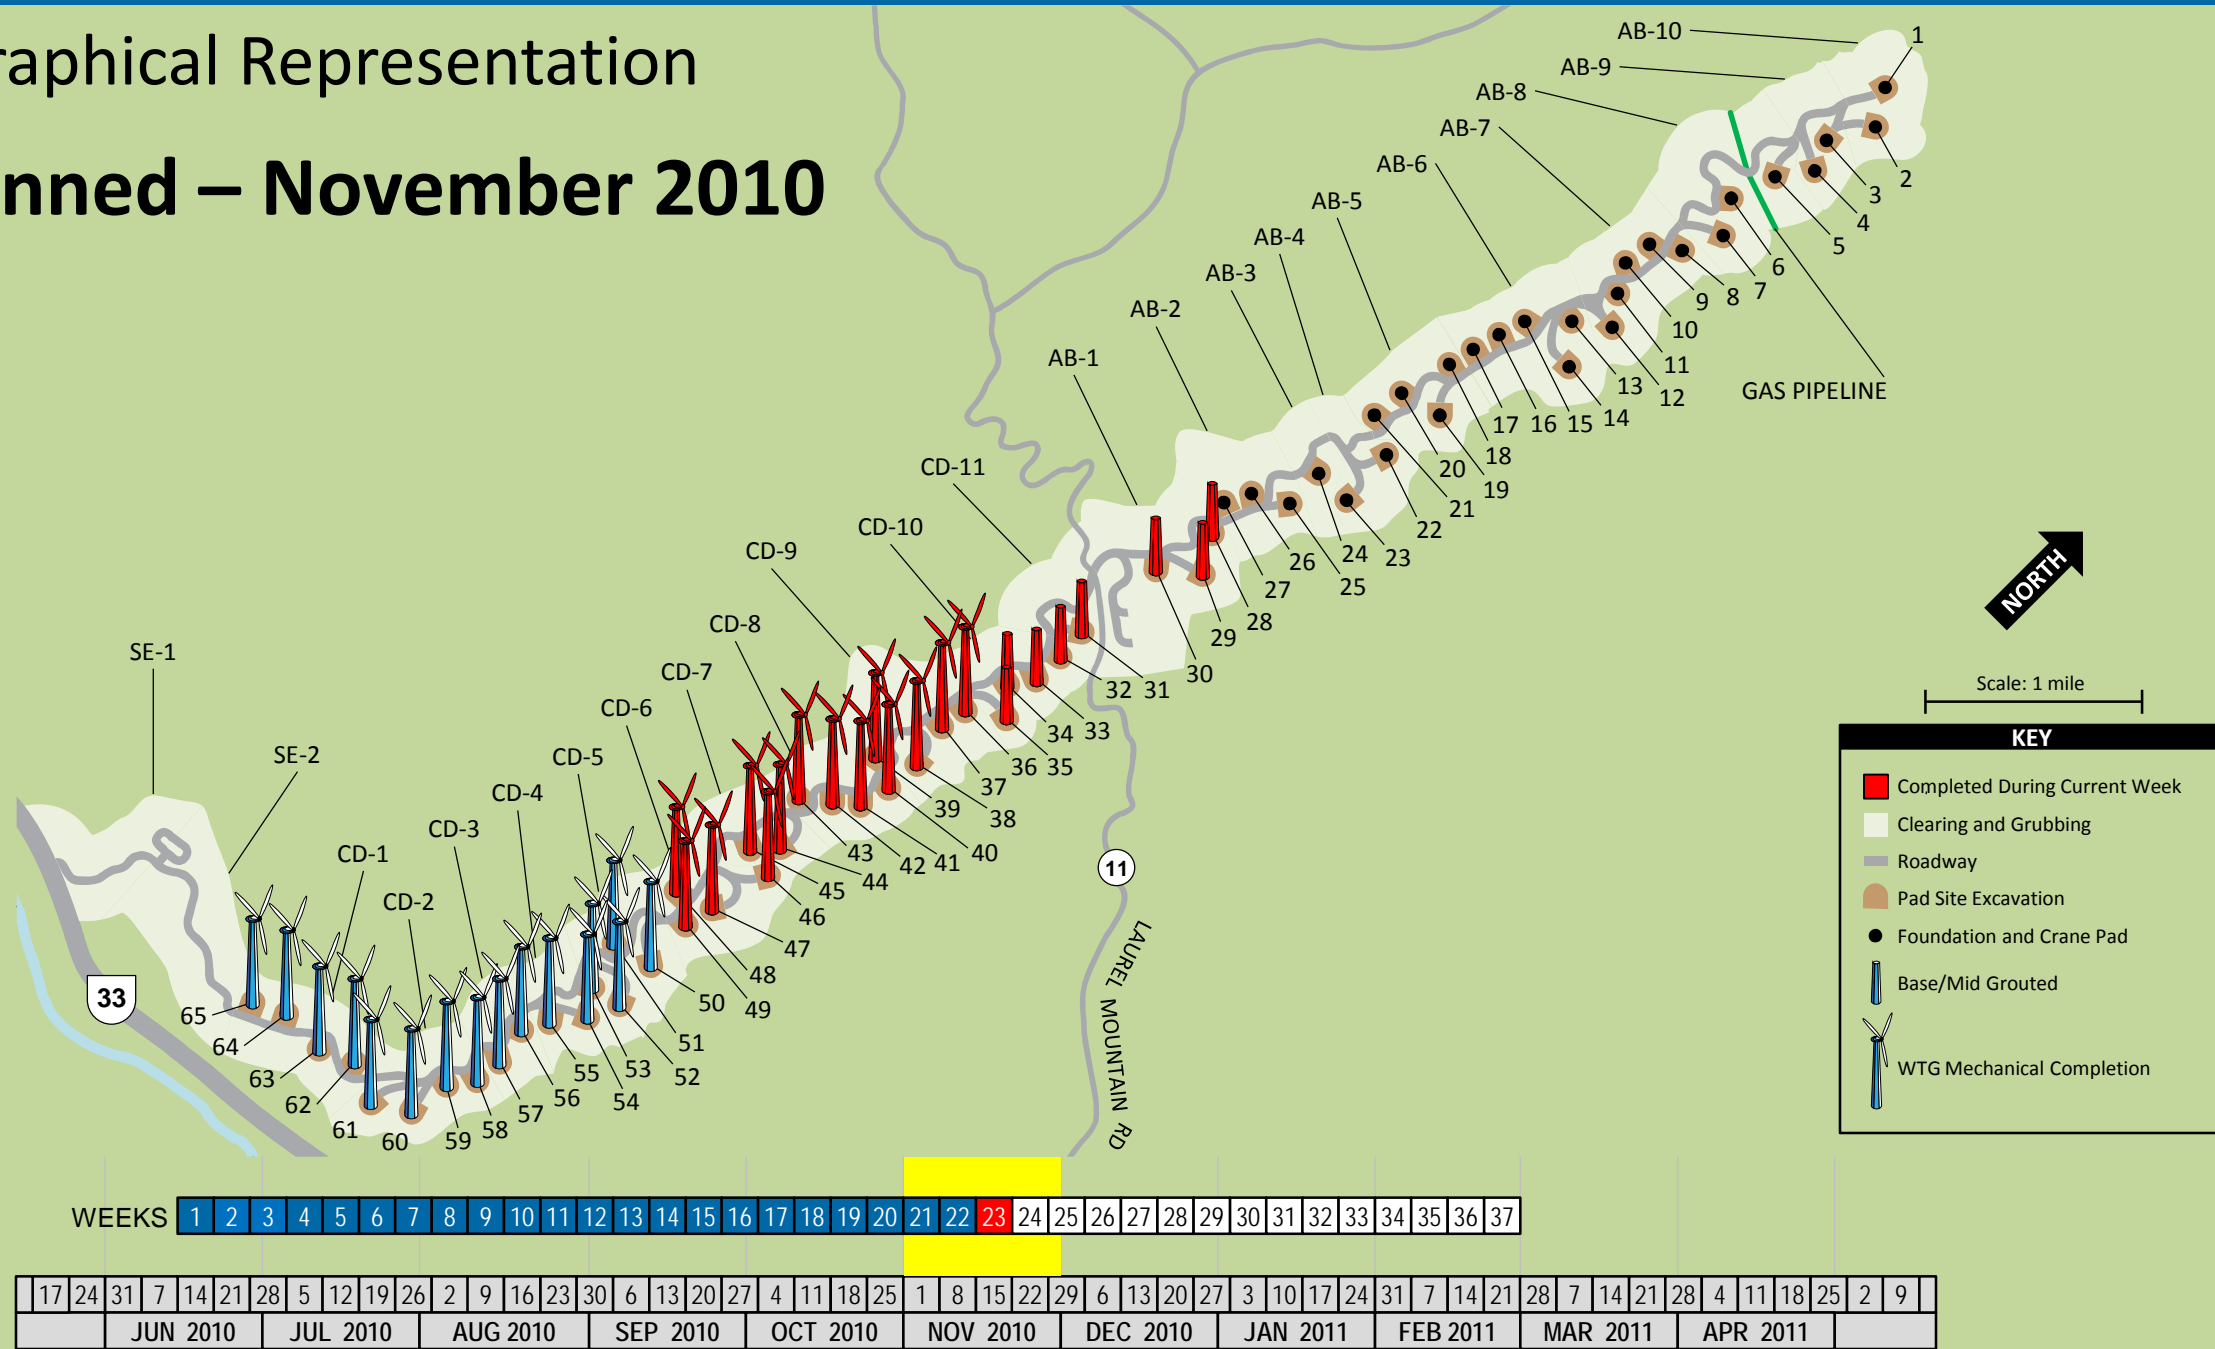 raphical Representation
nned – November 2010
AB-10
AB-9
AB-8
AB-7
AB-6
AB-5
AB-4
AB-3
AB-2
AB-1
CD-11
CD-10
CD-9
CD-8
CD-7
CD-6
CD-5
CD-4
CD-3
CD-2
CD-1
SE-2
SE-1
1
2
3
4
5
6
7
8
9
10
11
12
13
14
15
16
17
18
19
20
21
22
23
24
25
26
27
28
29
30
31
32
33
34
35
36
37
38
39
40
41
42
43
44
45
46
47
48
49
50
51
52
53
54
55
56
57
58
59
60
61
62
63
64
65
GAS PIPELINE
NORTH
Scale: 1 mile
KEY
Completed During Current Week
Clearing and Grubbing
Roadway
Pad Site Excavation
Foundation and Crane Pad
Base/Mid Grouted
WTG Mechanical Completion
33
11
LAUREL MOUNTAIN RD
WEEKS 1 2 3 4 5 6 7 8 9 10 11 12 13 14 15 16 17 18 19 20 21 22 23 24 25 26 27 28 29 30 31 32 33 34 35 36 37
17 24 31 7 14 21 28 5 12 19 26 2 9 16 23 30 6 13 20 27 4 11 18 25 1 8 15 22 29 6 13 20 27 3 10 17 24 31 7 14 21 28 7 14 21 28 4 11 18 25 2 9
JUN 2010 JUL 2010 AUG 2010 SEP 2010 OCT 2010 NOV 2010 DEC 2010 JAN 2011 FEB 2011 MAR 2011 APR 2011